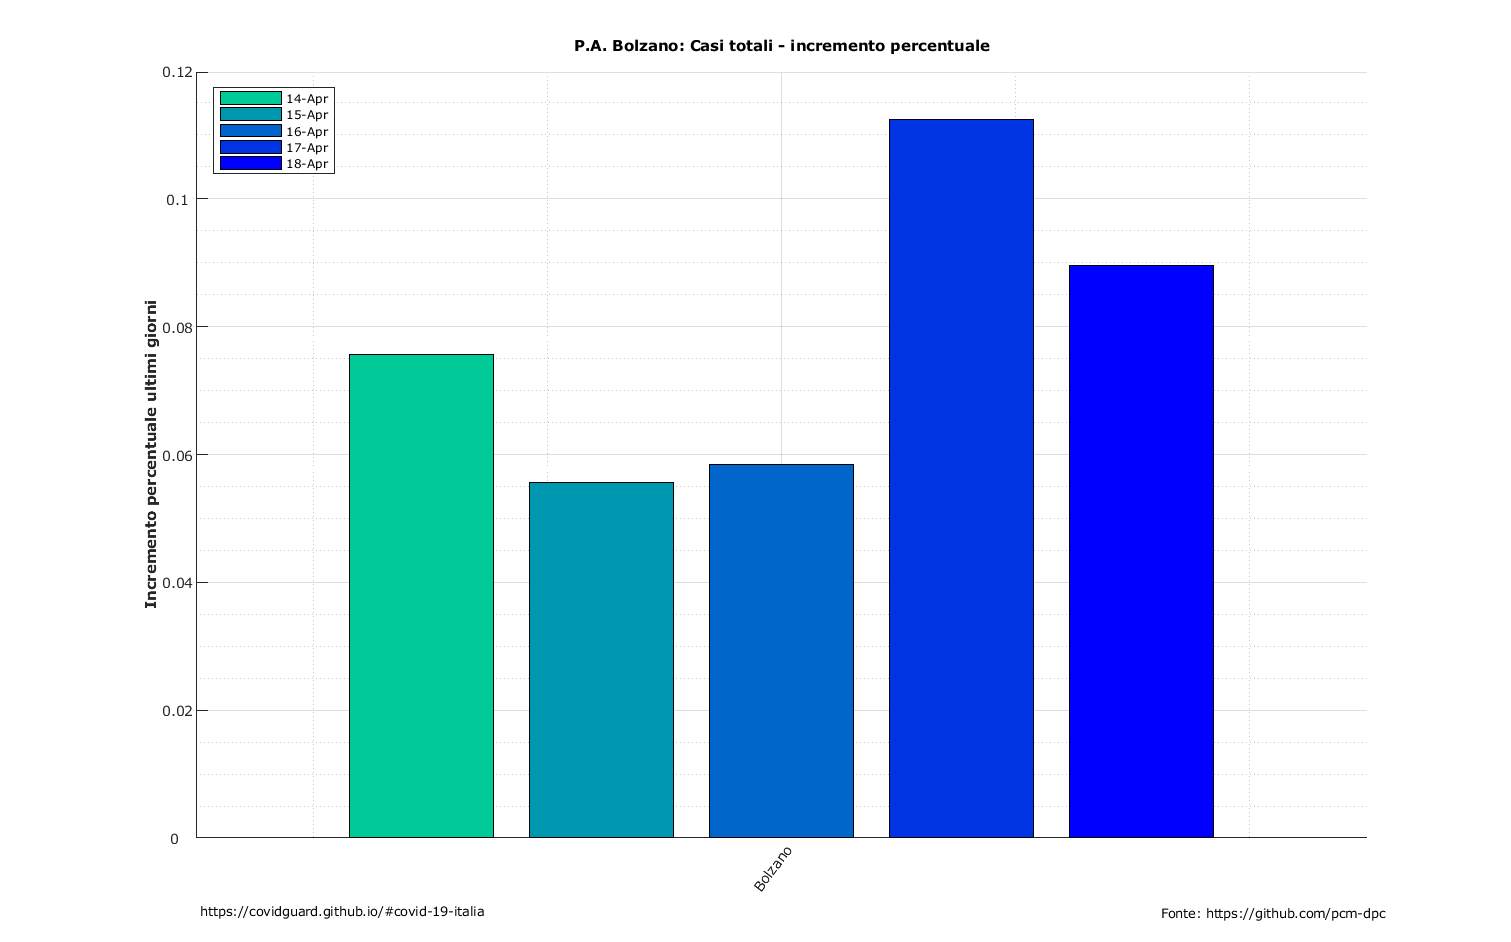 P.A. Bolzano: Casi totali - incremento percentuale
0.12
14-Apr
15-Apr
16-Apr
17-Apr
18-Apr
0.1
0.08
0.06
0.04
0.02
0
Incremento percentuale ultimi giorni
Bolzano
https://covidguard.github.io/#covid-19-italia
Fonte: https://github.com/pcm-dpc